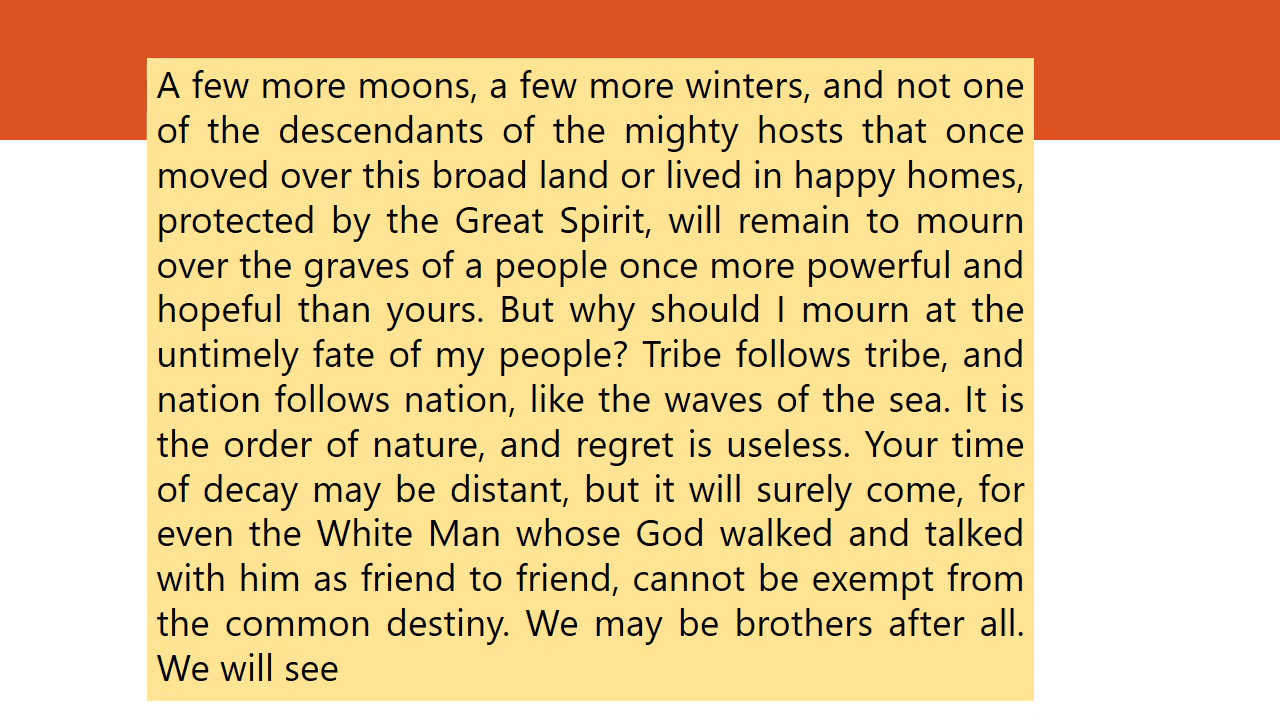 A few more moons, a few more winters, and not one
of the descendants of the mighty hosts that once
moved over this broad land or lived in happy homes,
protected by the Great Spirit, will remain to mourn
over the graves of a people once more powerful and
hopeful than yours. But why should I mourn at the
untimely fate of my people? Tribe follows tribe, and
nation follows nation, like the waves of the sea. It is
the order of nature, and regret is useless. Your time
of decay may be distant, but it will surely come, for
even the White Man whose God walked and talked
with him as friend to friend, cannot be exempt from
the common destiny. We may be brothers after all.
We will see